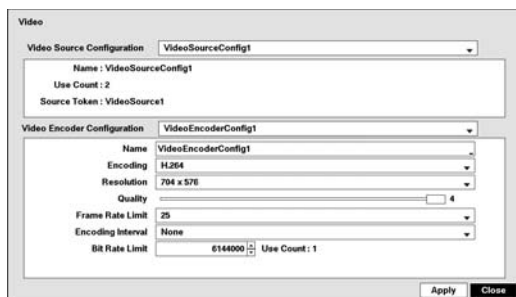 Video
Video Source Configuration VideoSourceConfig1
Name : VideoSourceConfig1
Use Count : 2
Source Token : VideoSource1
Video Encoder Configuration VideoEncoderConfig1
Name VideoEncoderConfig1
Encoding H.264
Resolution 704 x 576
Quality 4
Frame Rate Limit 25
Encoding Interval None
Bit Rate Limit 6144000 Use Count : 1
Apply Close